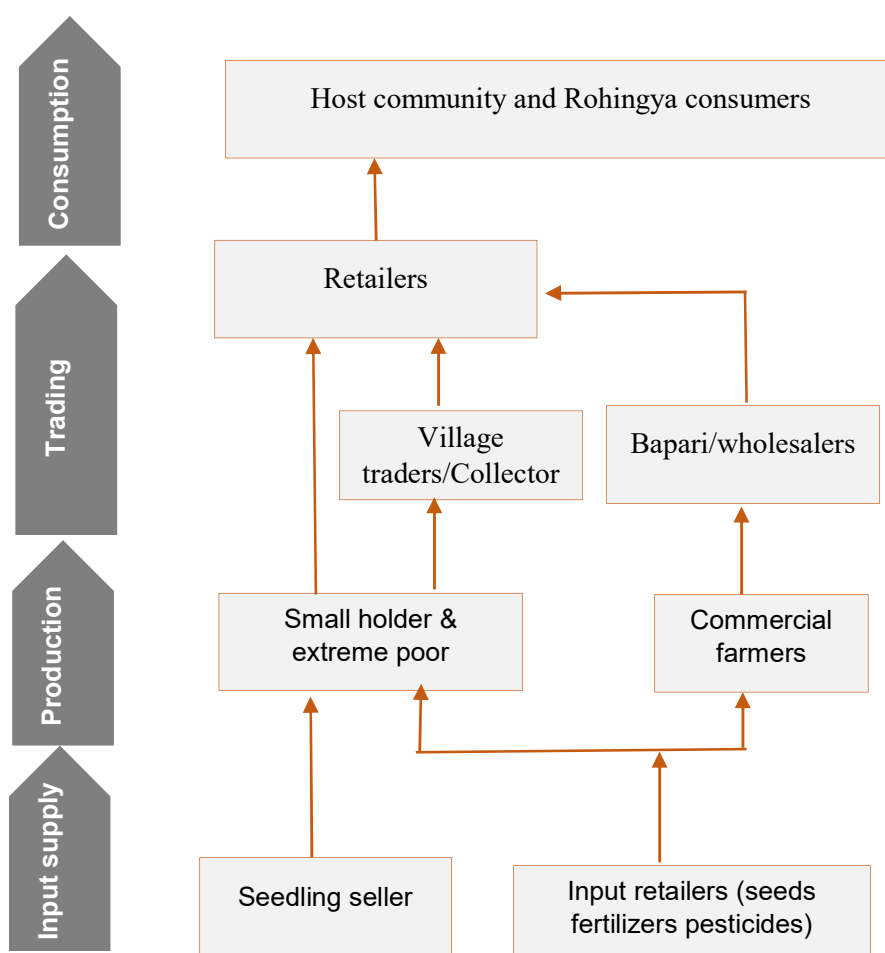 Consumption
Host community and Rohingya consumers
Trading
Retailers
Village
traders/Collector
Bapari/wholesalers
Production
Small holder &
extreme poor
Commercial
farmers
Input supply
Seedling seller
Input retailers (seeds
fertilizers pesticides)